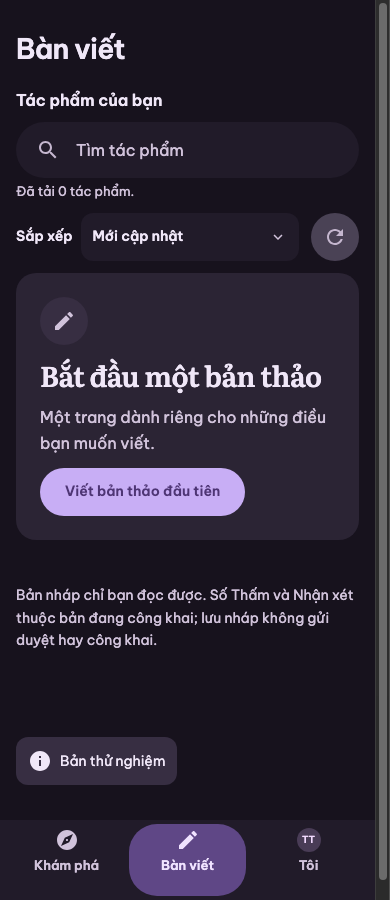 Bàn viết
Tác phẩm của bạn
Tìm tác phẩm
Đã tải 0 tác phẩm.
Sắp xếp
Mới cập nhật
Bắt đầu một bản thảo
Một trang dành riêng cho những điều
bạn muốn viết.
Viết bản thảo đầu tiên
Bản nháp chỉ bạn đọc được. Số Thấm và Nhận xét
thuộc bản đang công khai; lưu nháp không gửi
duyệt hay công khai.
Bản thử nghiệm
TT
Khám phá
Bàn viết
Tôi